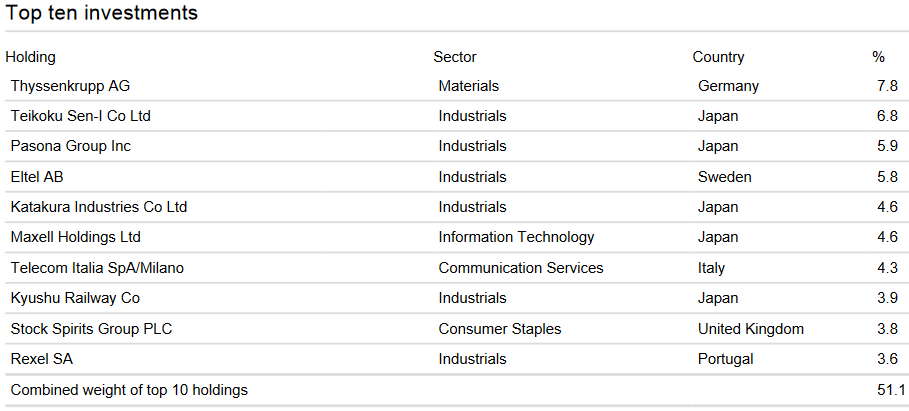 Top ten investments
Holding Sector Country %
Thyssenkrupp AG Materials Germany 7.8
Teikoku Sen-I Co Ltd Industrials Japan 6.8
Pasona Group Inc Industrials Japan 5.9
Eltel AB Industrials Sweden 5.8
Katakura Industries Co Ltd Industrials Japan 4.6
Maxell Holdings Ltd Information Technology Japan 4.6
Telecom Italia SpA/Milano Communication Services Italy 4.3
Kyushu Railway Co Industrials Japan 3.9
Stock Spirits Group PLC Consumer Staples United Kingdom 3.8
Rexel SA Industrials Portugal 3.6
Combined weight of top 10 holdings 51.1